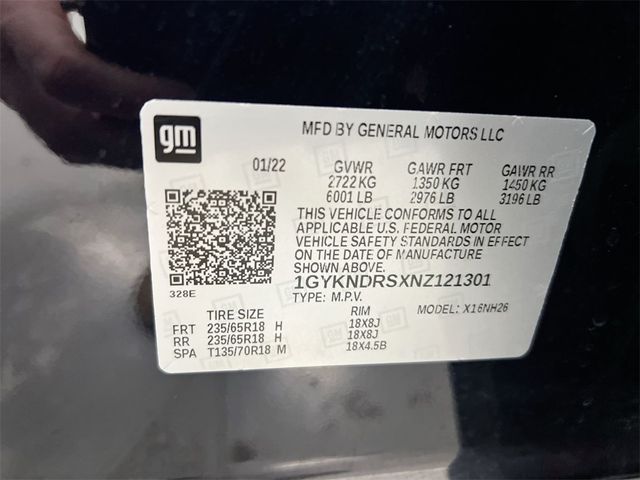 gm
MFD BY GENERAL MOTORS LLC
01/22 GVWR GAWR FRT GAWR RR
2722 KG 1350 KG 1450 KG
6001 LB 2976 LB 3196 LB
THIS VEHICLE CONFORMS TO ALL
APPLICABLE U.S. FEDERAL MOTOR
VEHICLE SAFETY STANDARDS IN EFFECT
ON THE DATE OF MANUFACTURE
SHOWN ABOVE.
328E
1GYKNDRSXNZ121301
TYPE: M.P.V. MODEL: X16NH26
TIRE SIZE RIM
FRT 235/65R18 H 18X8J
RR 235/65R18 H 18X8J
SPA T135/70R18 M 18X4.5B